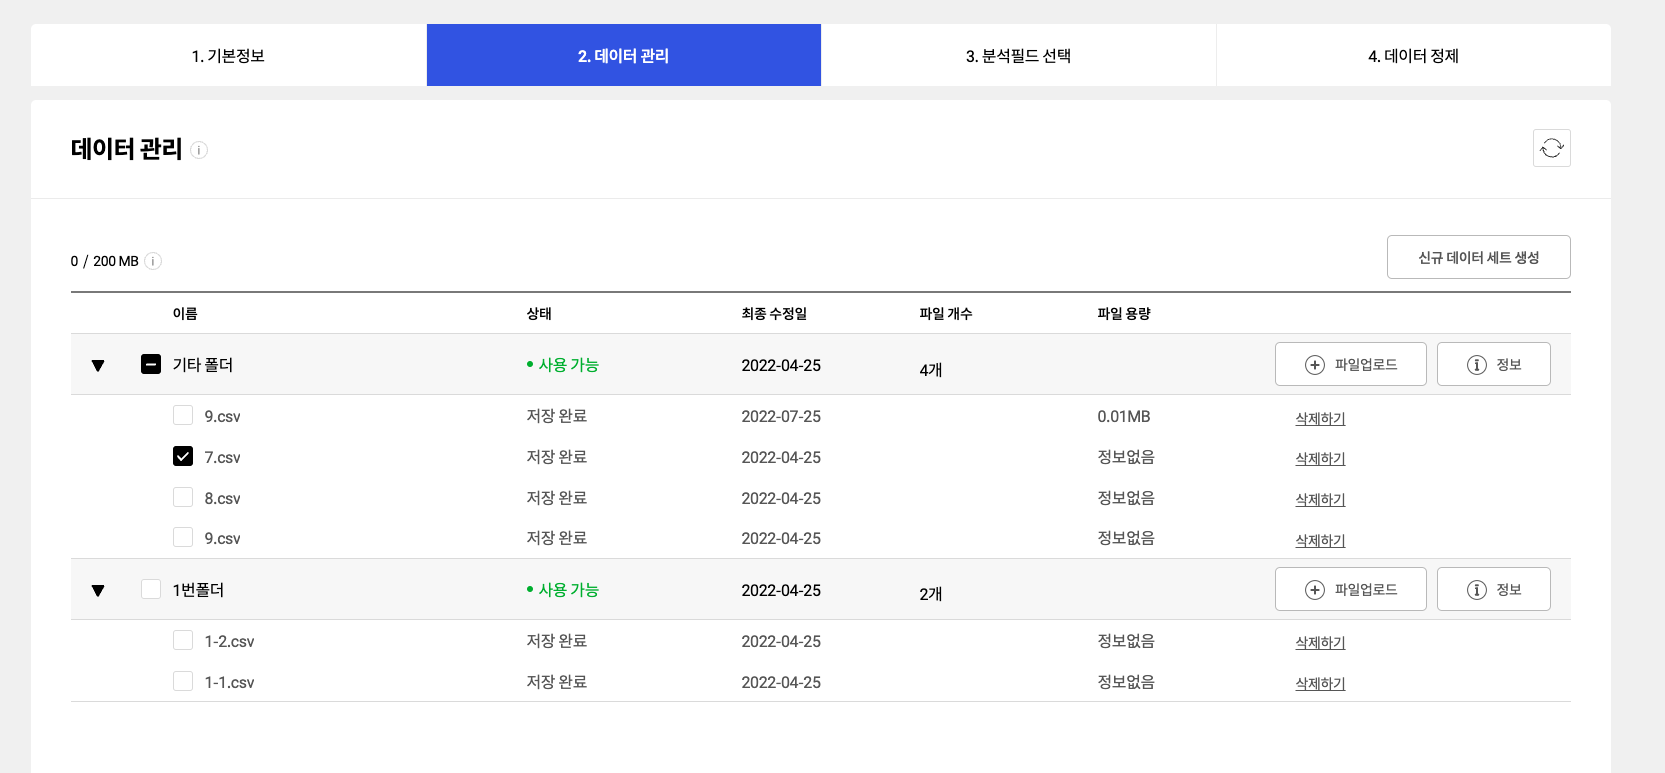 1. 기본정보
2. 데이터 관리
3. 분석필드 선택
4. 데이터 정제
데이터 관리
0 / 200 MB
신규 데이터 세트 생성
이름 상태 최종 수정일 파일 개수 파일 용량
기타 폴더 • 사용 가능 2022-04-25 4개 파일업로드 정보
9.csv 저장 완료 2022-07-25 0.01MB 삭제하기
7.csv 저장 완료 2022-04-25 정보없음 삭제하기
8.csv 저장 완료 2022-04-25 정보없음 삭제하기
9.csv 저장 완료 2022-04-25 정보없음 삭제하기
1번폴더 • 사용 가능 2022-04-25 2개 파일업로드 정보
1-2.csv 저장 완료 2022-04-25 정보없음 삭제하기
1-1.csv 저장 완료 2022-04-25 정보없음 삭제하기